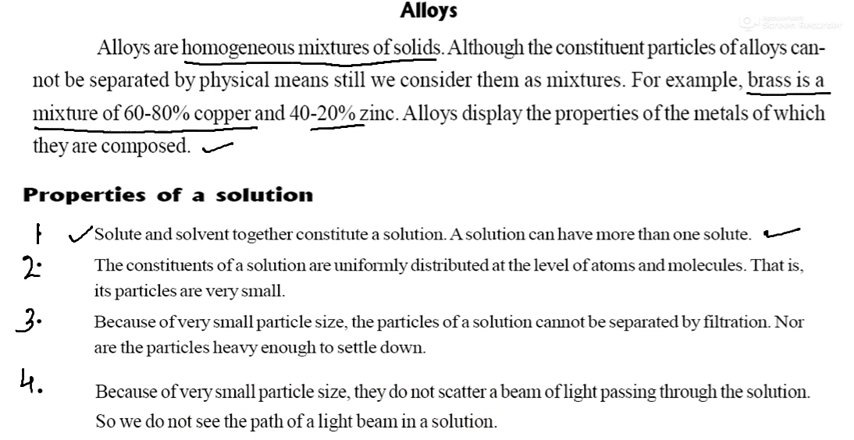 Alloys
Alloys are homogeneous mixtures of solids. Although the constituent particles of alloys can-
not be separated by physical means still we consider them as mixtures. For example, brass is a
mixture of 60-80% copper and 40-20% zinc. Alloys display the properties of the metals of which
they are composed.
Properties of a solution
1 Solute and solvent together constitute a solution. A solution can have more than one solute.
2. The constituents of a solution are uniformly distributed at the level of atoms and molecules. That is,
its particles are very small.
3. Because of very small particle size, the particles of a solution cannot be separated by filtration. Nor
are the particles heavy enough to settle down.
4. Because of very small particle size, they do not scatter a beam of light passing through the solution.
So we do not see the path of a light beam in a solution.